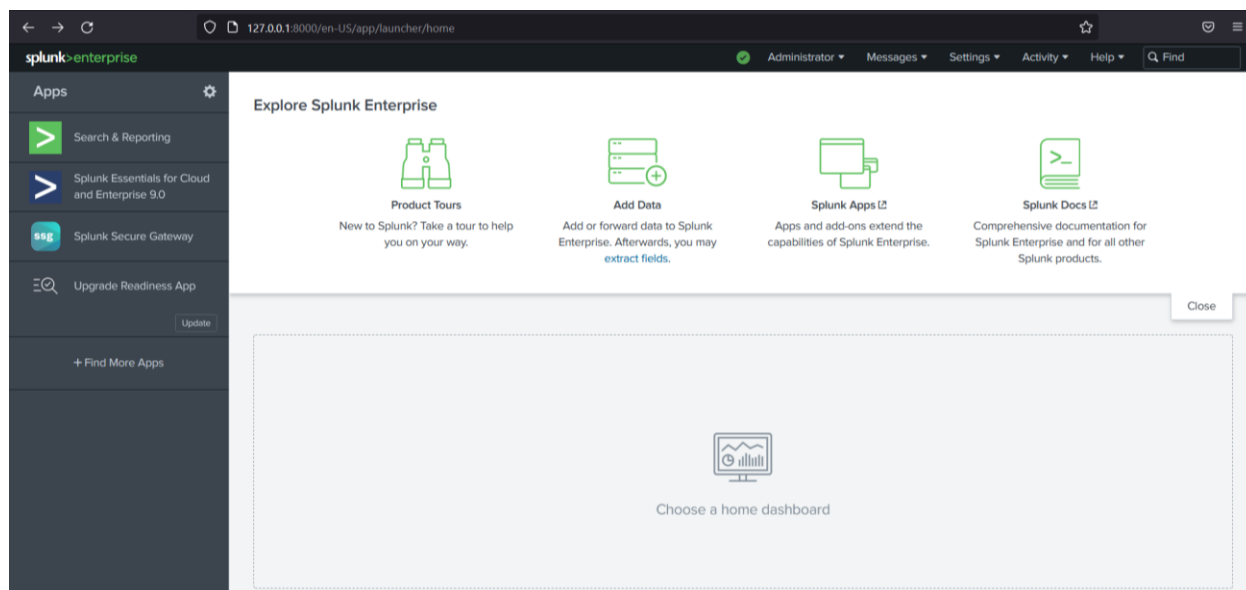 127.0.0.1:8000/en-US/app/launcher/home
splunk>enterprise
Administrator
Messages
Settings
Activity
Help
Find
Apps
Search & Reporting
Splunk Essentials for Cloud
and Enterprise 9.0
ssg
Splunk Secure Gateway
Upgrade Readiness App
Update
+ Find More Apps
Explore Splunk Enterprise
Product Tours
New to Splunk? Take a tour to help
you on your way.
Add Data
Add or forward data to Splunk
Enterprise. Afterwards, you may
extract fields.
Splunk Apps
Apps and add-ons extend the
capabilities of Splunk Enterprise.
Splunk Docs
Comprehensive documentation for
Splunk Enterprise and for all other
Splunk products.
Close
Choose a home dashboard